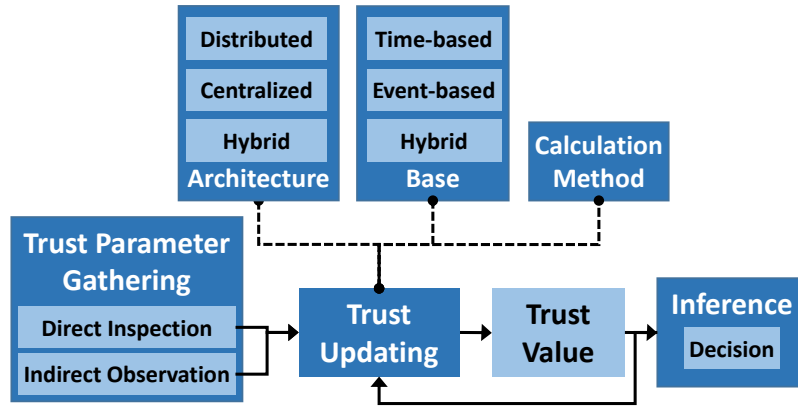 Distributed
Centralized
Hybrid
Architecture
Time-based
Event-based
Hybrid
Base
Calculation
Method
Trust Parameter
Gathering
Direct Inspection
Indirect Observation
Trust
Updating
Trust
Value
Inference
Decision